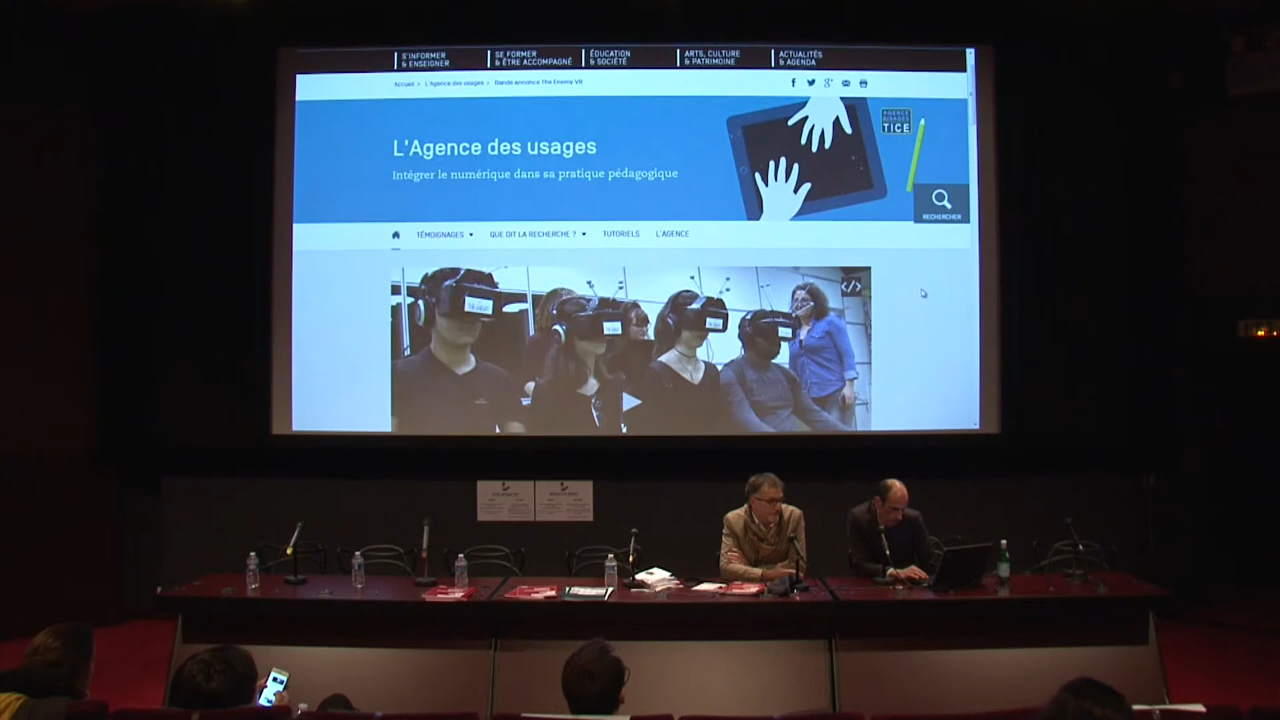 S'INFORMER
& ENSEIGNER
SE FORMER
& ÊTRE ACCOMPAGNÉ
ÉDUCATION
& SOCIÉTÉ
ARTS, CULTURE
& PATRIMOINE
ACTUALITÉS
& AGENDA
Accueil > L'Agence des usages > Bande annonce The Enemy VR
L'Agence des usages
Intégrer le numérique dans sa pratique pédagogique
AGENCE
USAGES
TICE
RECHERCHER
TÉMOIGNAGES
QUE DIT LA RECHERCHE ?
TUTORIELS
L'AGENCE
</>